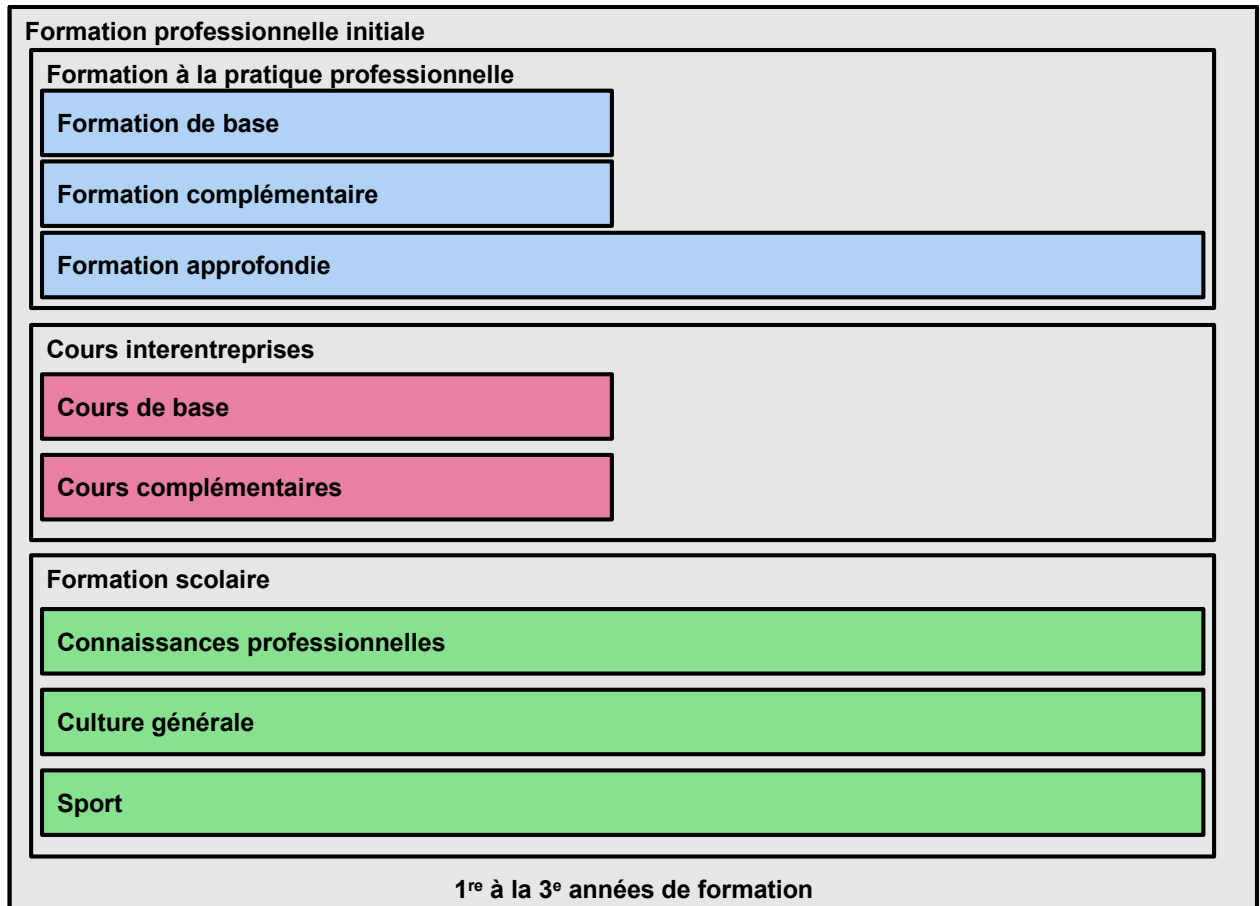 Formation professionnelle initiale
Formation à la pratique professionnelle
Formation de base
Formation complémentaire
Formation approfondie
Cours interentreprises
Cours de base
Cours complémentaires
Formation scolaire
Connaissances professionnelles
Culture générale
Sport
1re à la 3e années de formation